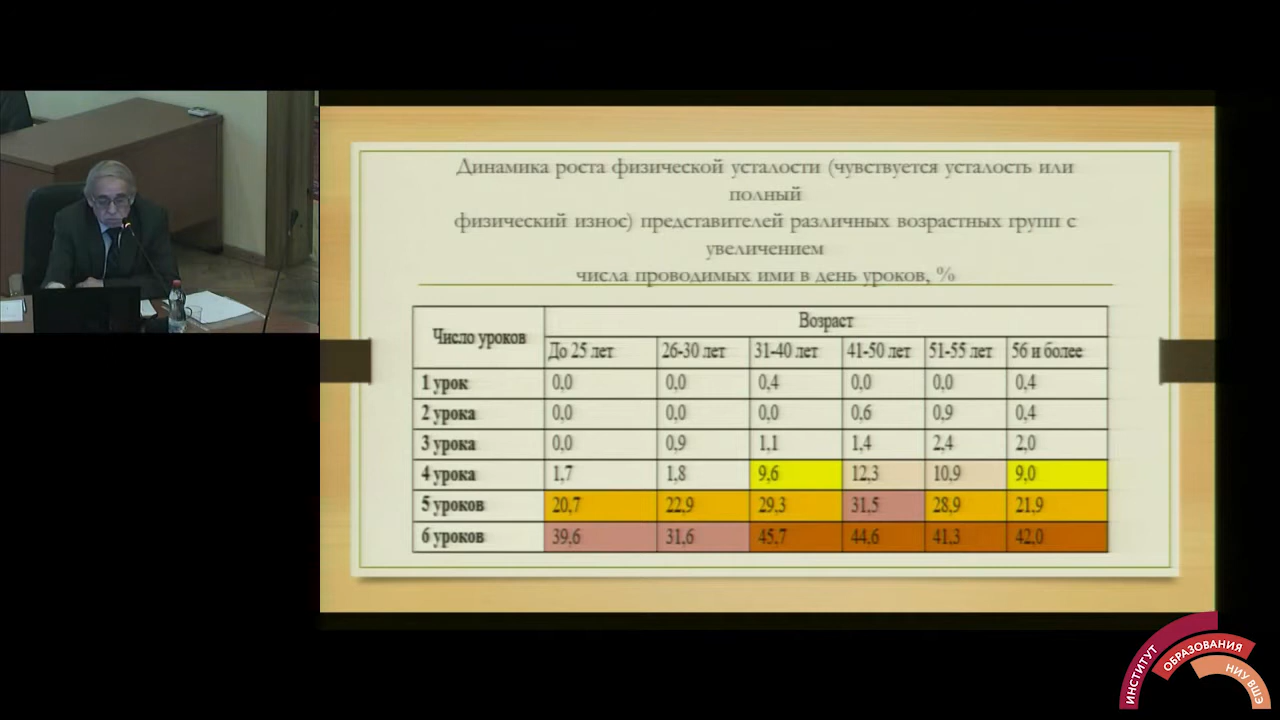 Динамика роста физической усталости (чувствуется усталость или
полный
физический износ) представителей различных возрастных групп с
увеличением
числа проводимых ими в день уроков, %
Число уроков
Возраст
До 25 лет 26-30 лет 31-40 лет 41-50 лет 51-55 лет 56 и более
1 урок 0,0 0,0 0,4 0,0 0,0 0,4
2 урока 0,0 0,0 0,0 0,6 0,9 0,4
3 урока 0,0 0,9 1,1 1,4 2,4 2,0
4 урока 1,7 1,8 9,6 12,3 10,9 9,0
5 уроков 20,7 22,9 29,3 31,5 28,9 21,9
6 уроков 39,6 31,6 45,7 44,6 41,3 42,0
ИНСТИТУТ
ОБРАЗОВАНИЯ
НИУ ВШЭ